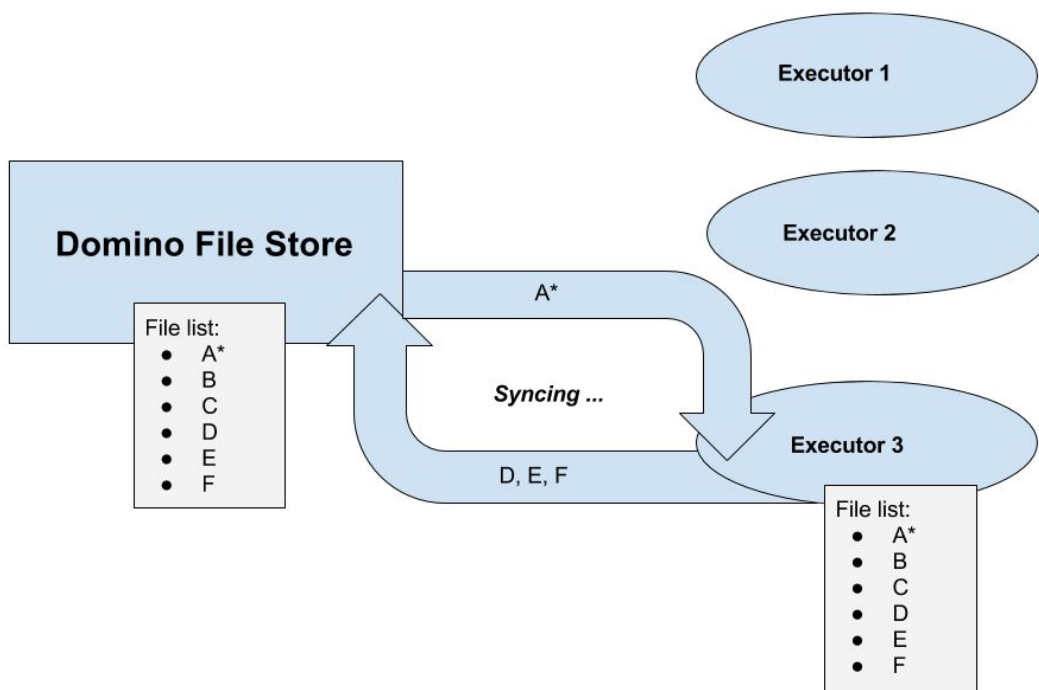 Executor 1
Executor 2
Domino File Store
File list:
● A*
● B
● C
● D
● E
● F
A*
Syncing ...
D, E, F
Executor 3
File list:
● A*
● B
● C
● D
● E
● F